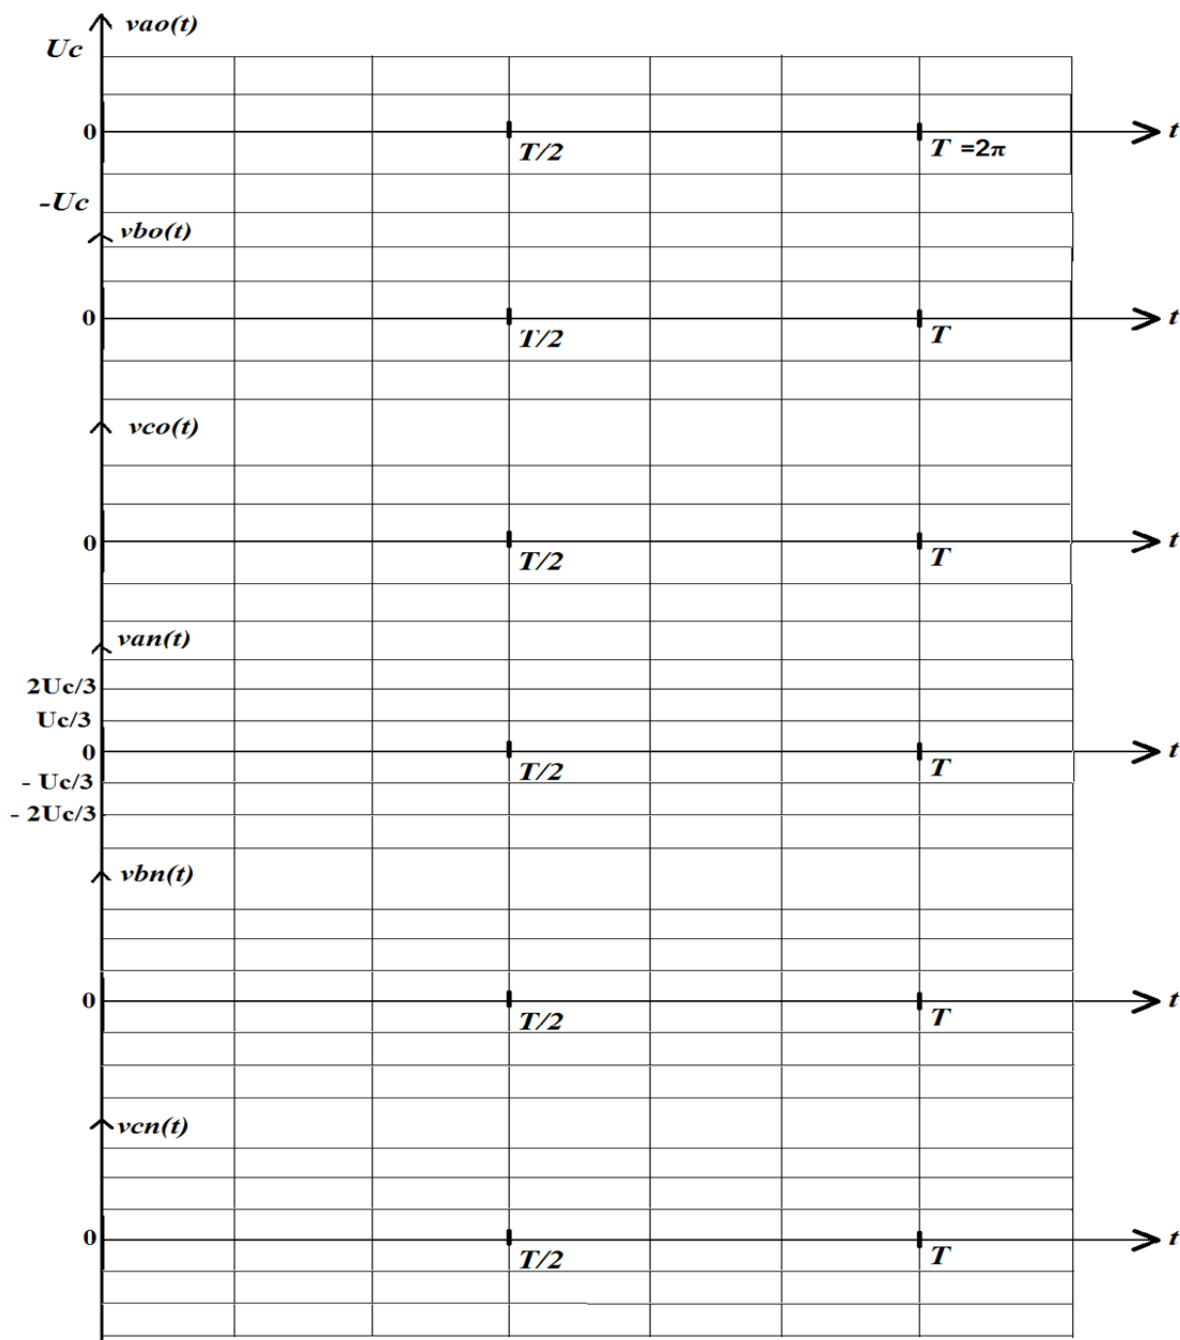 vao(t)
Uc
0
t
T/2
T =2π
-Uc
vbo(t)
0
t
T/2
T
vco(t)
0
t
T/2
T
van(t)
2Uc/3
Uc/3
0
t
T/2
T
- Uc/3
- 2Uc/3
vbn(t)
0
t
T/2
T
vcn(t)
0
t
T/2
T